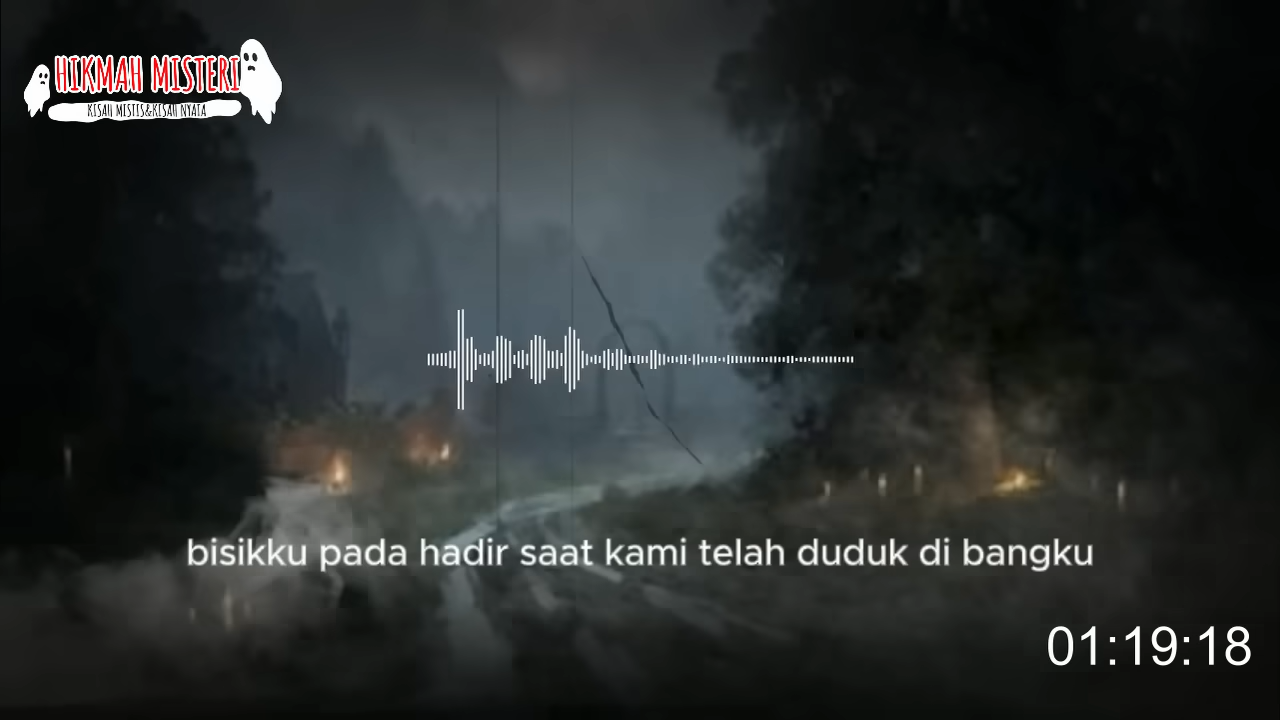 HIKMAH MISTERI
KISAH MISTIS&KISAH NYATA
bisikku pada hadir saat kami telah duduk di bangku
01:19:18